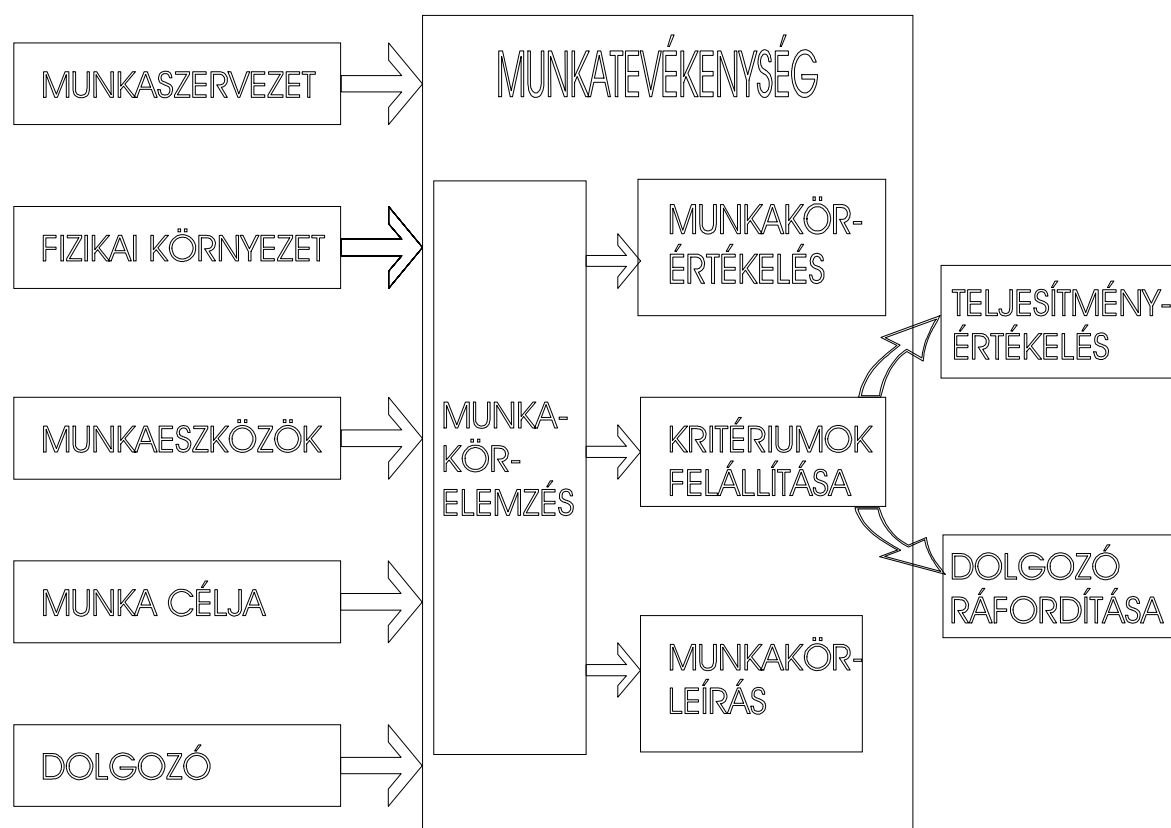 MUNKASZERVEZET
FIZIKAI KÖRNYEZET
MUNKAESZKÖZÖK
MUNKA CÉLJA
DOLGOZÓ
MUNKATEVÉKENYSÉG
MUNKA-
KÖR-
ELEMZÉS
MUNKAKÖR-
ÉRTÉKELÉS
KRITÉRIUMOK
FELÁLLÍTÁSA
MUNKAKÖR-
LEÍRÁS
TELJESÍTMÉNY-
ÉRTÉKELÉS
DOLGOZÓ
RÁFORDÍTÁSA